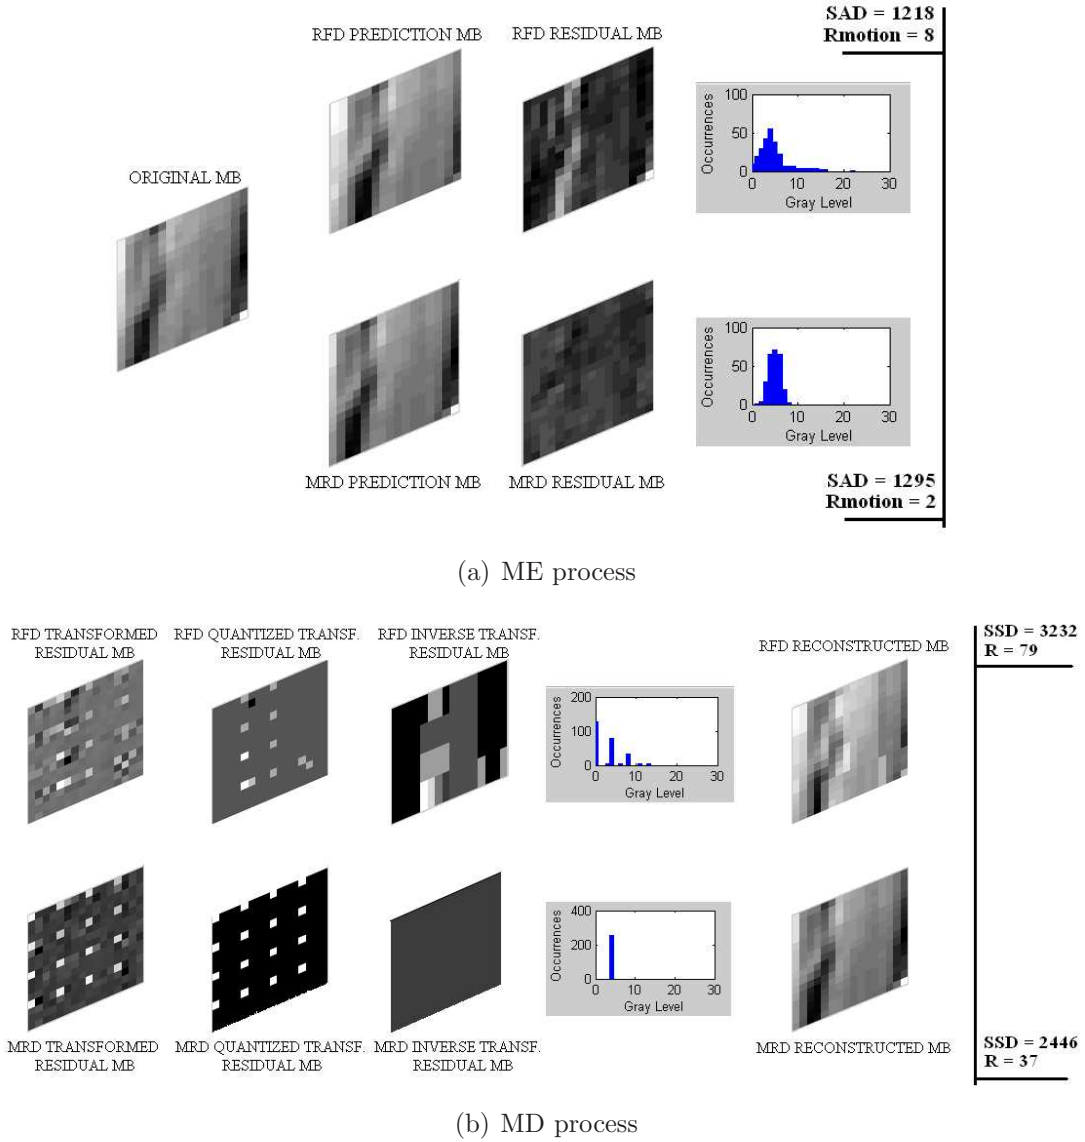 SAD = 1218
Rmotion = 8
RFD PREDICTION MB
RFD RESIDUAL MB
ORIGINAL MB
100
50
0
0 10 20 30
Occurrences
Gray Level
100
50
0
0 10 20 30
Occurrences
Gray Level
MRD PREDICTION MB
MRD RESIDUAL MB
SAD = 1295
Rmotion = 2
(a) ME process
RFD TRANSFORMED
RESIDUAL MB
RFD QUANTIZED TRANSF.
RESIDUAL MB
RFD INVERSE TRANSF.
RESIDUAL MB
RFD RECONSTRUCTED MB
SSD = 3232
R = 79
200
100
0
0 10 20 30
Occurrences
Gray Level
400
200
0
0 10 20 30
Occurrences
Gray Level
MRD TRANSFORMED
RESIDUAL MB
MRD QUANTIZED TRANSF.
RESIDUAL MB
MRD INVERSE TRANSF.
RESIDUAL MB
MRD RECONSTRUCTED MB
SSD = 2446
R = 37
(b) MD process